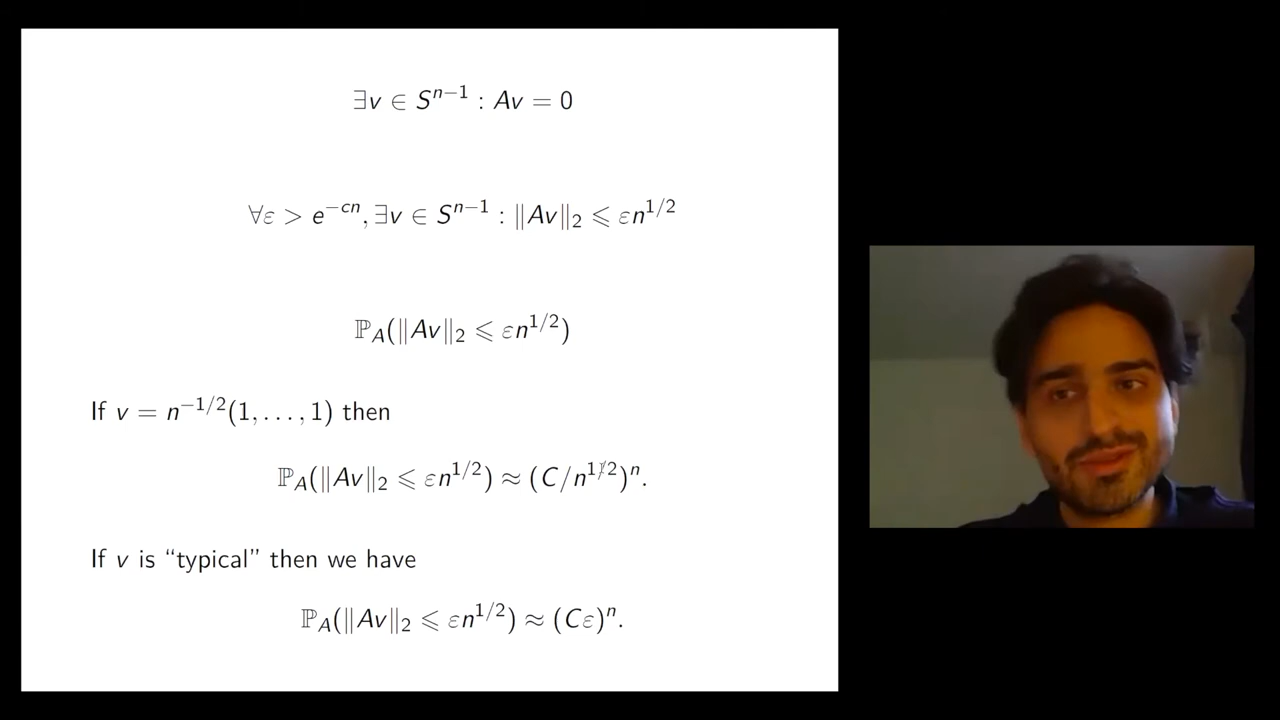 ∃v ∈ Sⁿ⁻¹ : Av = 0
∀ε > e⁻ᶜⁿ, ∃v ∈ Sⁿ⁻¹ : ‖Av‖₂ ⩽ εn^{1/2}
ℙ_A(‖Av‖₂ ⩽ εn^{1/2})
If v = n^{-1/2}(1, . . . , 1) then
ℙ_A(‖Av‖₂ ⩽ εn^{1/2}) ≈ (C/n^{1/2})ⁿ.
If v is “typical” then we have
ℙ_A(‖Av‖₂ ⩽ εn^{1/2}) ≈ (Cε)ⁿ.